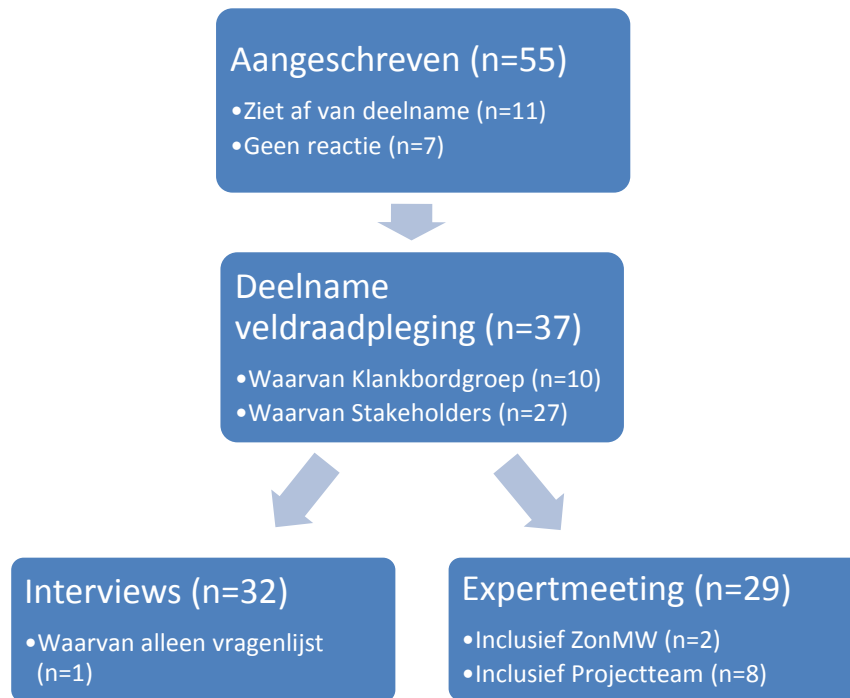 Aangeschreven (n=55)
•Ziet af van deelname (n=11)
•Geen reactie (n=7)
Deelname
veldraadpleging (n=37)
•Waarvan Klankbordgroep (n=10)
•Waarvan Stakeholders (n=27)
Interviews (n=32)
•Waarvan alleen vragenlijst
(n=1)
Expertmeeting (n=29)
•Inclusief ZonMW (n=2)
•Inclusief Projectteam (n=8)